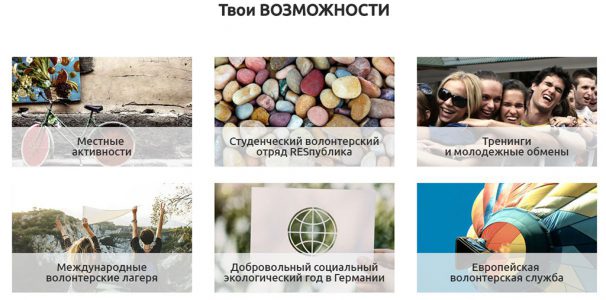 Твои ВОЗМОЖНОСТИ
Местные
активности
Студенческий волонтерский
отряд RESпублика
Тренинги
и молодежные обмены
Международные
волонтерские лагеря
Добровольный социальный
экологический год в Германии
Европейская
волонтерская служба